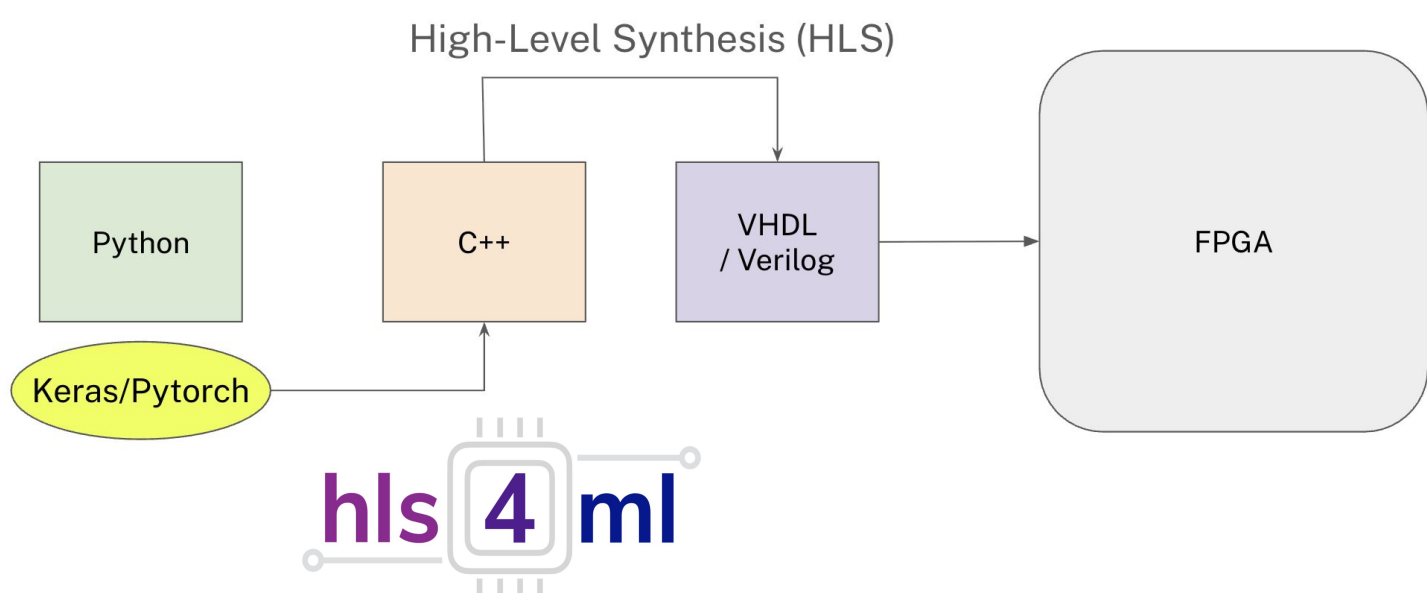 High-Level Synthesis (HLS)
Python
C++
VHDL
/ Verilog
FPGA
Keras/Pytorch
hls 4 ml